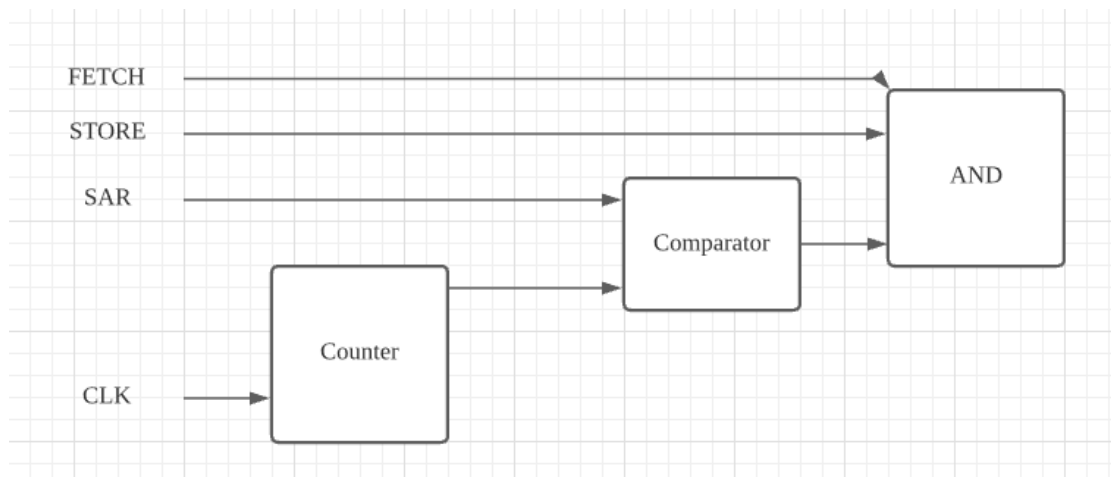 FETCH
STORE
AND
SAR
Comparator
Counter
CLK